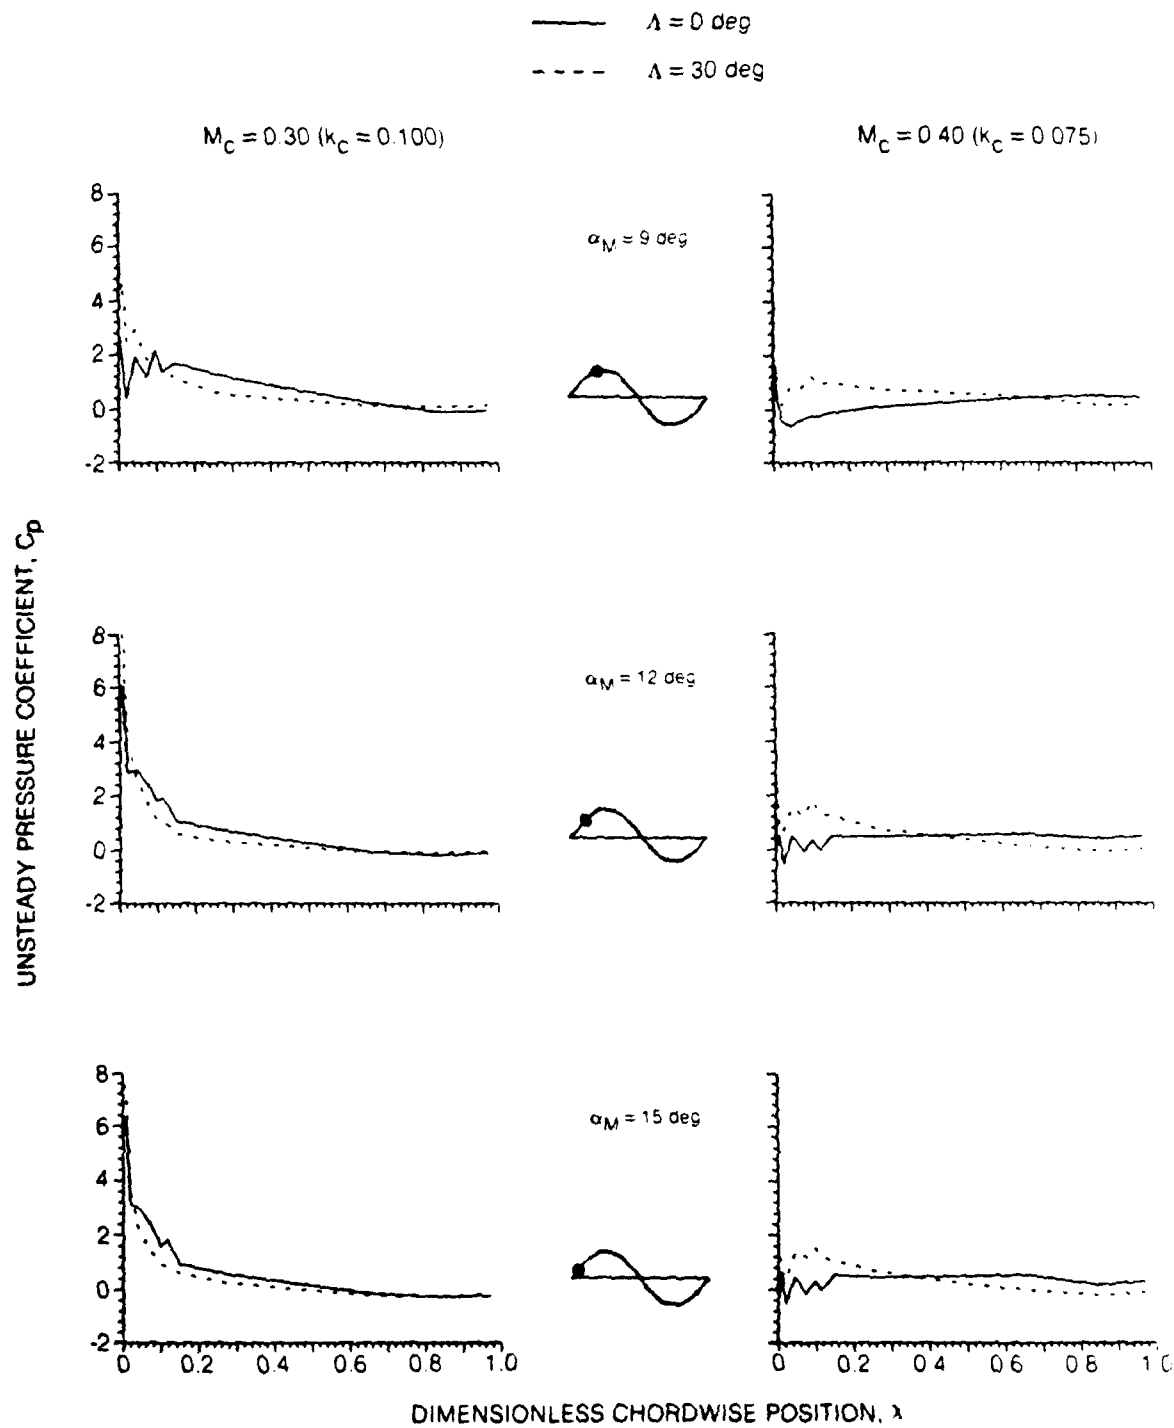 Λ = 0 deg
Λ = 30 deg
M_c = 0.30 (k_c = 0.100)
M_c = 0 40 (k_c = 0 075)
8
6
4
2
0
-2
α_M = 9 deg
UNSTEADY PRESSURE COEFFICIENT, C_p
8
6
4
2
0
-2
α_M = 12 deg
8
6
4
2
0
-2
α_M = 15 deg
0 0.2 0.4 0.6 0.8 1.0
0 0.2 0 4 0.6 0 8 1 0
DIMENSIONLESS CHORDWISE POSITION, χ